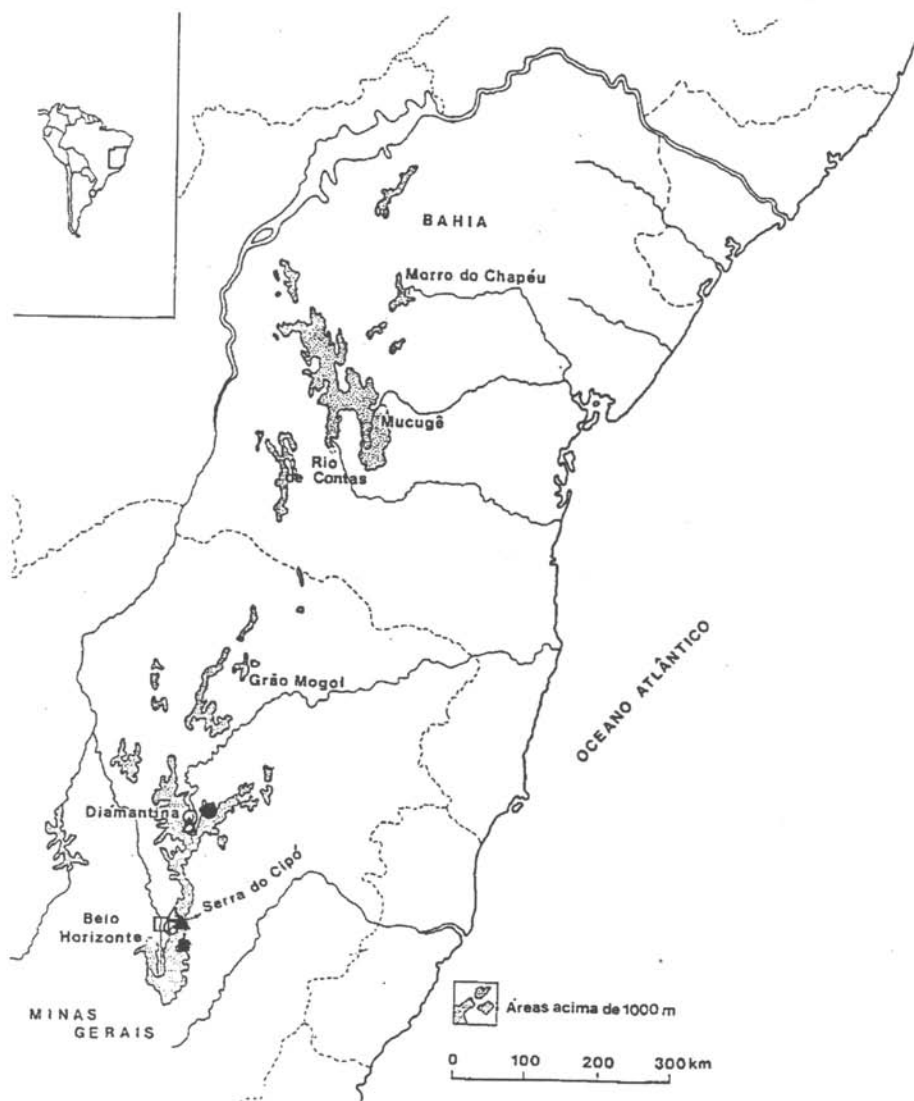 BAHIA
Morro do Chapéu
Mucugê
Rio
de Contas
Grão Mogol
OCEANO ATLÂNTICO
Diamantina
Serra do Cipó
Belo
Horizonte
MINAS
GERAIS
Áreas acima de 1000 m
0 100 200 300 km